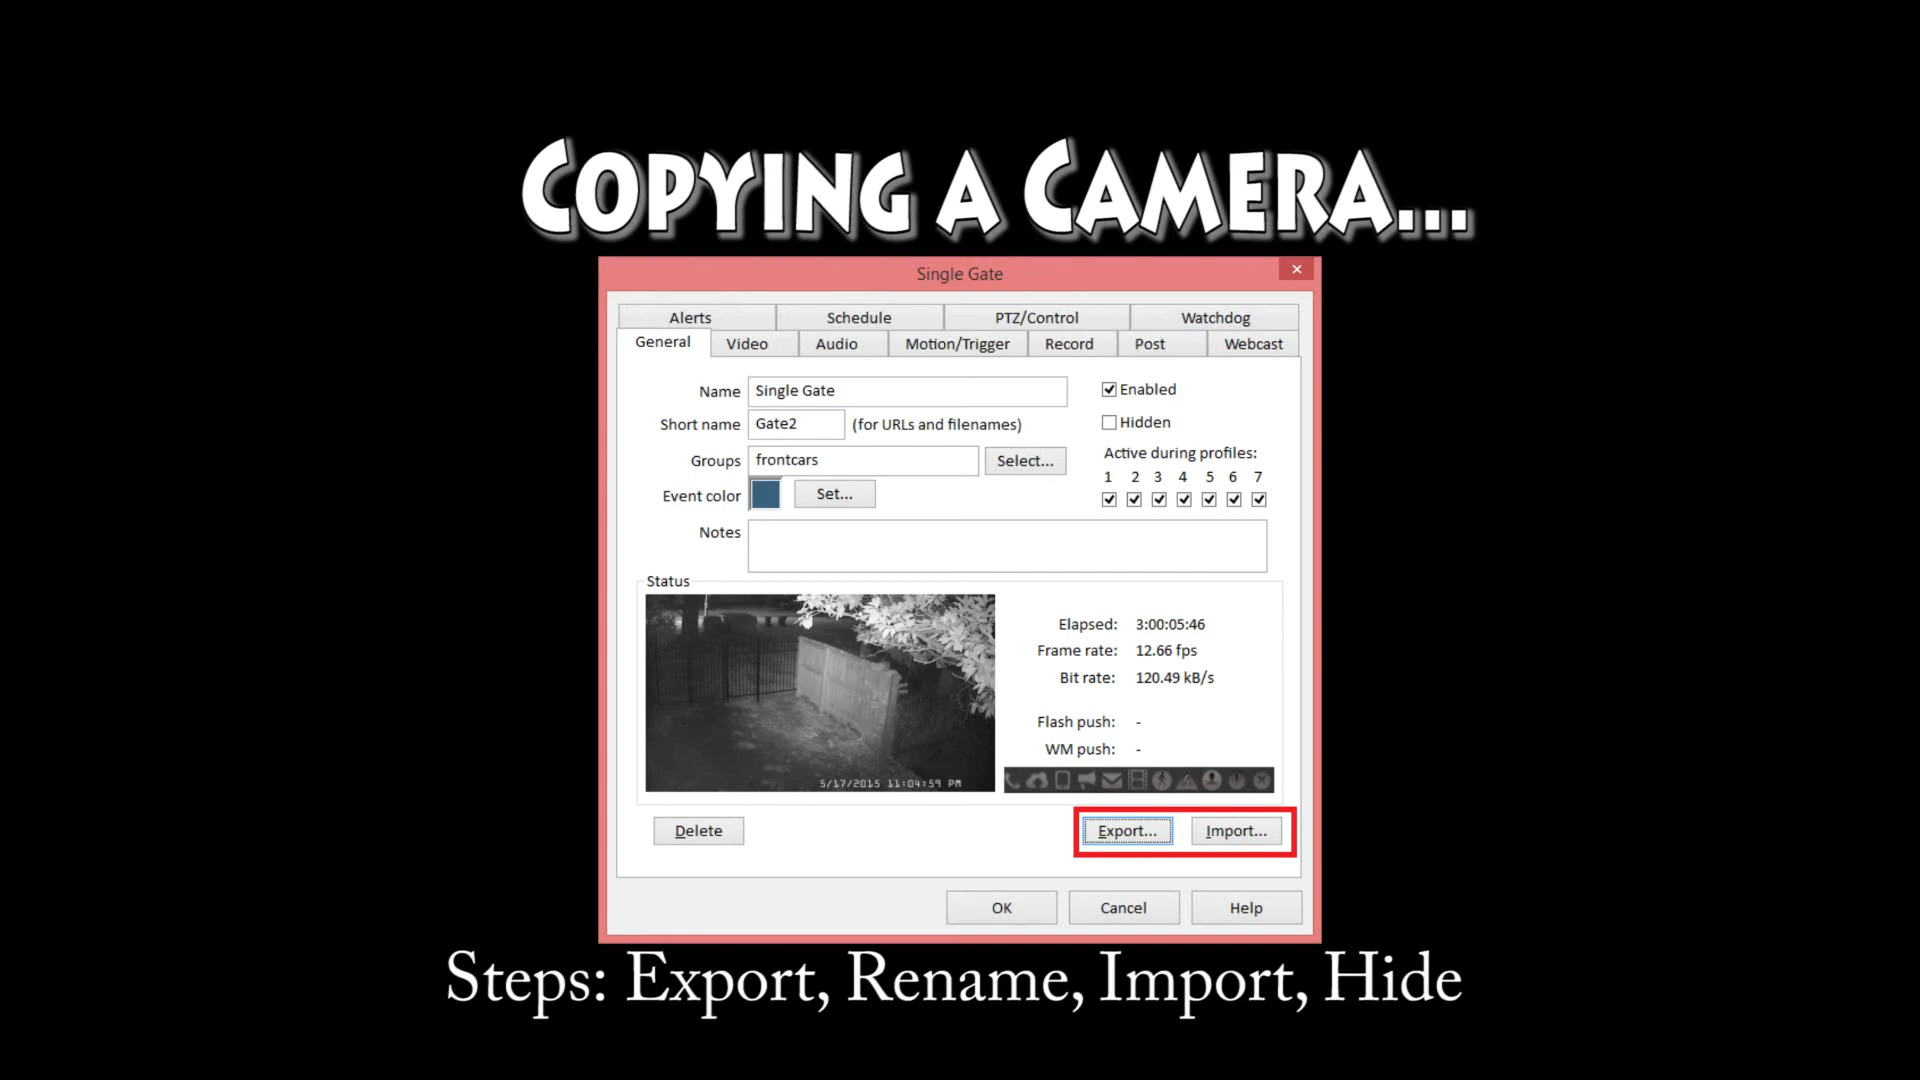 COPYING A CAMERA...
Single Gate
Alerts Schedule PTZ/Control Watchdog
General Video Audio Motion/Trigger Record Post Webcast
Name Single Gate Enabled
Short name Gate2 (for URLs and filenames) Hidden
Groups frontcars Select... Active during profiles:
1 2 3 4 5 6 7
Event color Set...
Notes
Status
Elapsed: 3:00:05:46
Frame rate: 12.66 fps
Bit rate: 120.49 kB/s
Flash push: -
WM push: -
5/17/2015 11:04:59 PM
Delete Export... Import...
OK Cancel Help
Steps: Export, Rename, Import, Hide